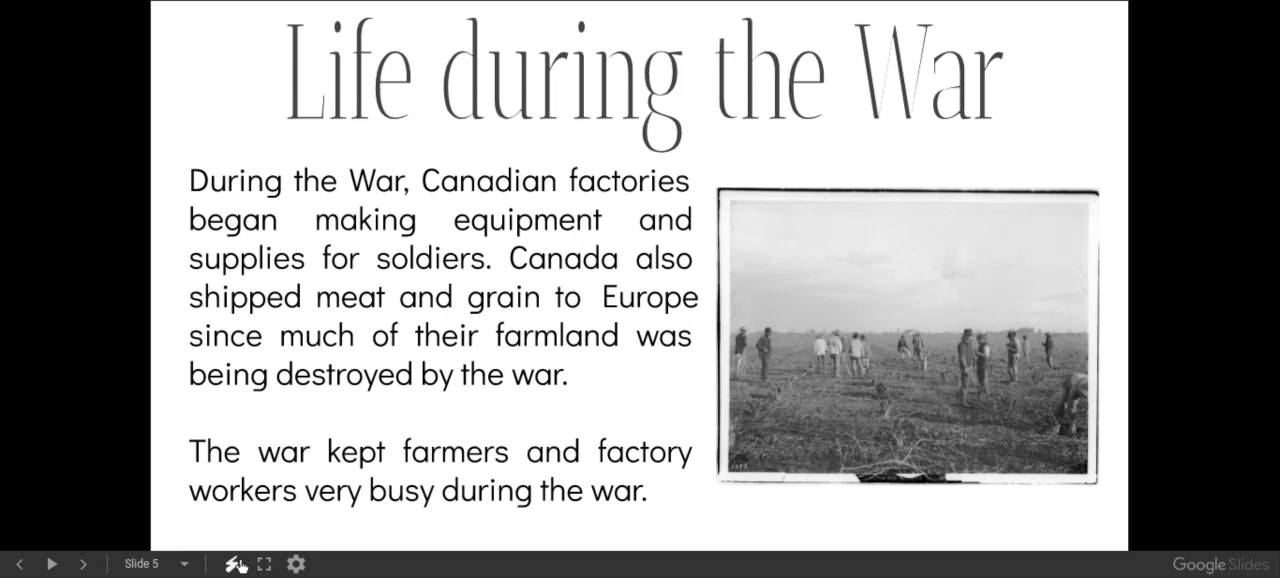 Life during the War
During the War, Canadian factories
began making equipment and
supplies for soldiers. Canada also
shipped meat and grain to Europe
since much of their farmland was
being destroyed by the war.
The war kept farmers and factory
workers very busy during the war.
Slide 5
Google Slides